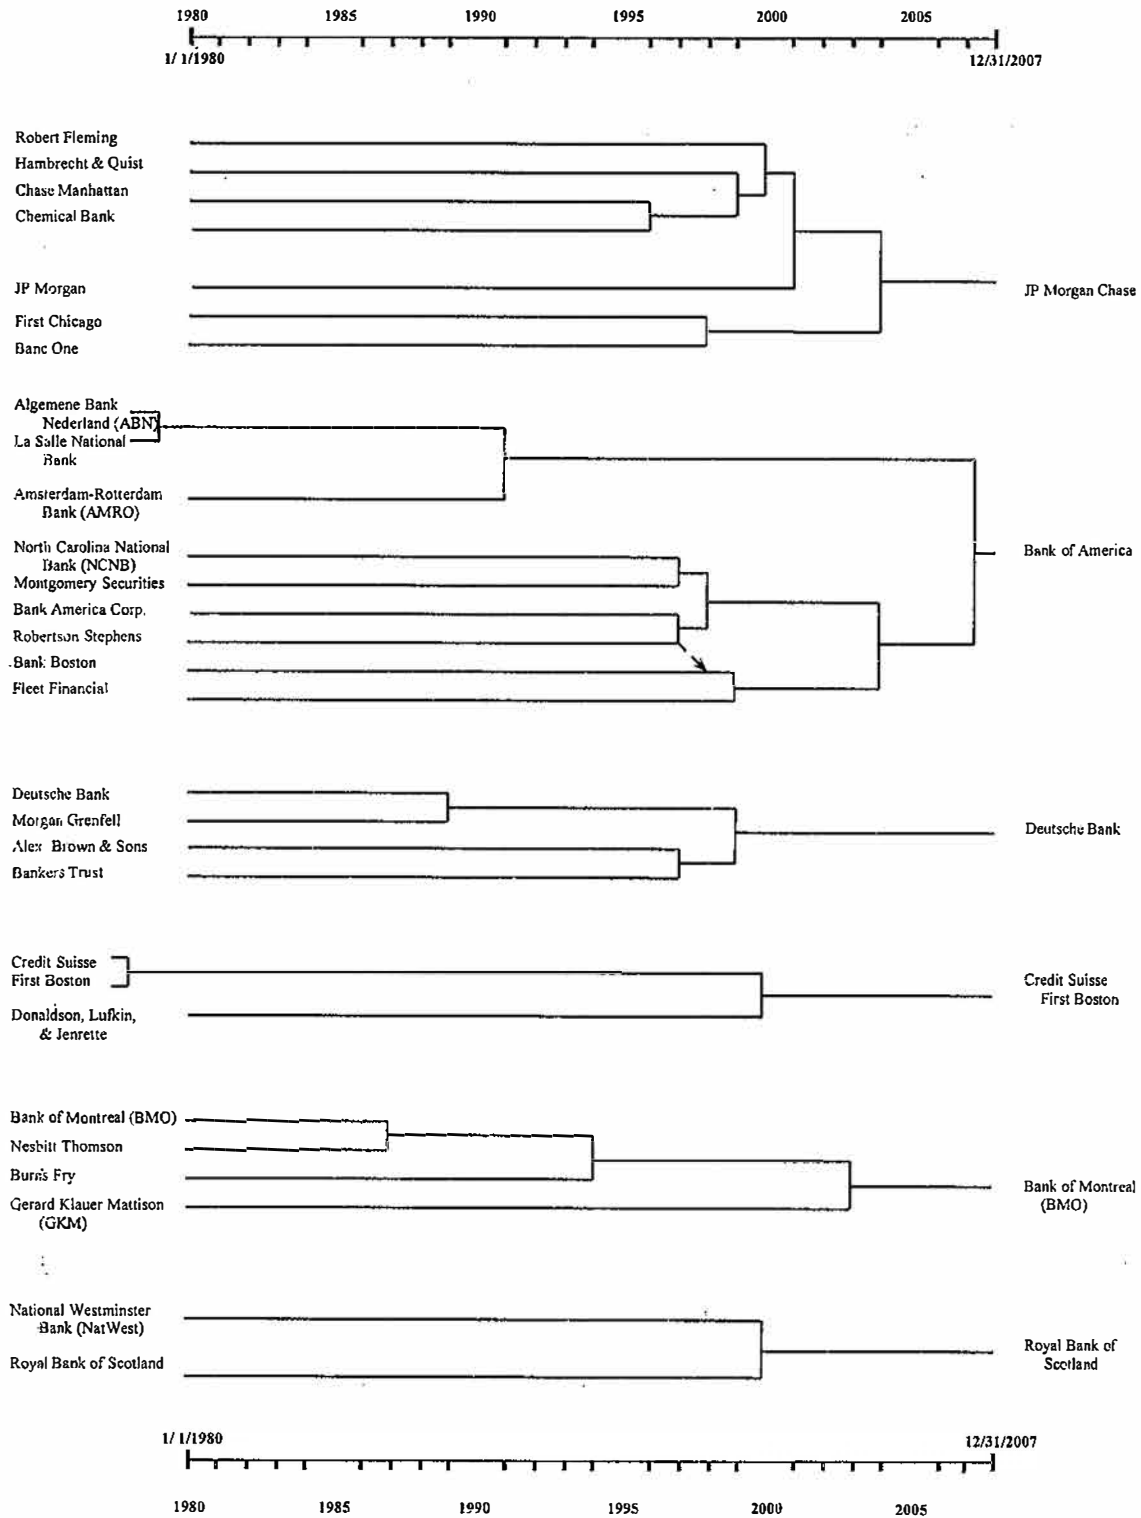 1980 1985 1990 1995 2000 2005
1/ 1/1980 12/31/2007
Robert Fleming
Hambrecht & Quist
Chase Manhattan
Chemical Bank
JP Morgan
JP Morgan Chase
First Chicago
Banc One
Algemene Bank
Nederland (ABN)
La Salle National
Bank
Amsterdam-Rotterdam
Bank (AMRO)
North Carolina National
Bank (NCNB)
Bank of America
Montgomery Securities
Bank America Corp.
Robertson Stephens
Bank Boston
Fleet Financial
Deutsche Bank
Morgan Grenfell
Deutsche Bank
Alex Brown & Sons
Bankers Trust
Credit Suisse
First Boston
Credit Suisse
First Boston
Donaldson, Lufkin,
& Jenrette
Bank of Montreal (BMO)
Nesbitt Thomson
Burns Fry
Bank of Montreal
(BMO)
Gerard Klauer Mattison
(GKM)
National Westminster
Bank (NatWest)
Royal Bank of
Scotland
Royal Bank of Scotland
1/ 1/1980 12/31/2007
1980 1985 1990 1995 2000 2005